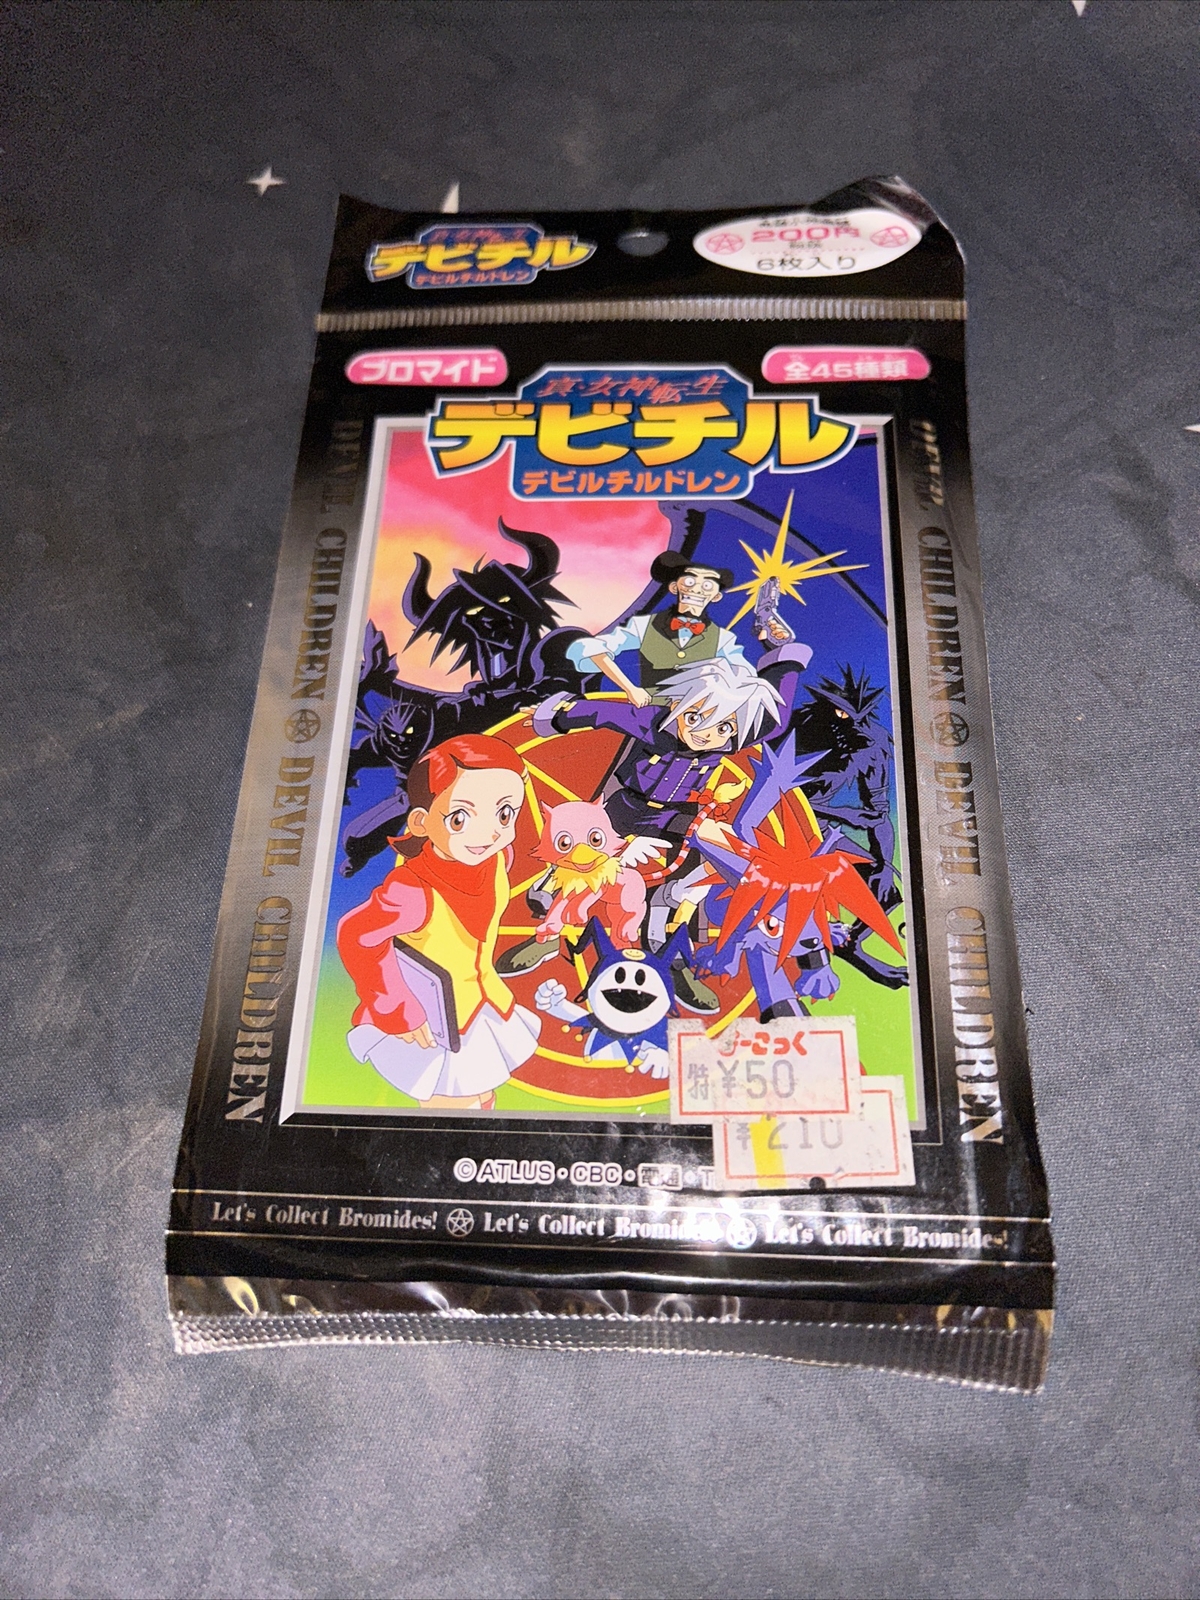 真・女神転生
デビチル
デビルチルドレン
200円
6枚入り
ブロマイド
全45種類
真・女神転生
デビチル
デビルチルドレン
DEVIL CHILDREN DEVIL CHILDREN
DEVIL CHILDREN DEVIL CHILDREN
特 ¥50
¥210
©ATLUS・CBC・電通・T
Let's Collect Bromides! Let's Collect Bromides! Let's Collect Bromides!